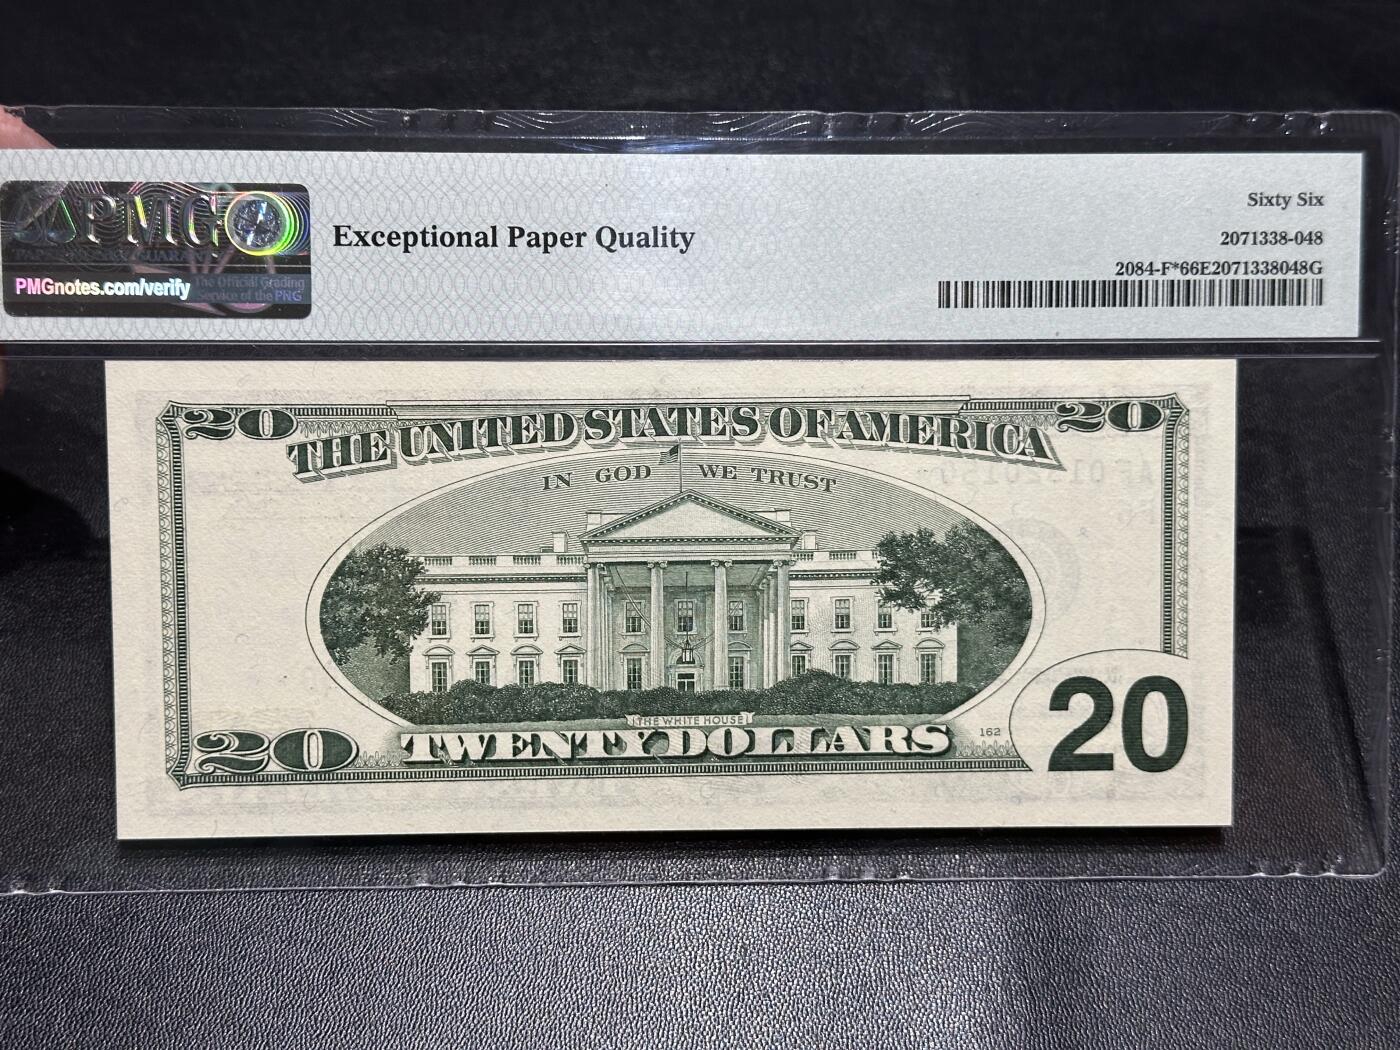 PMG
Exceptional Paper Quality
Sixty Six
2071338-048
2084-F*66E2071338048G
PMGnotes.com/verify
The Official Grading
Service of the PNG
20
20
THE UNITED STATES OF AMERICA
IN GOD WE TRUST
THE WHITE HOUSE
20
TWENTY DOLLARS
162
20